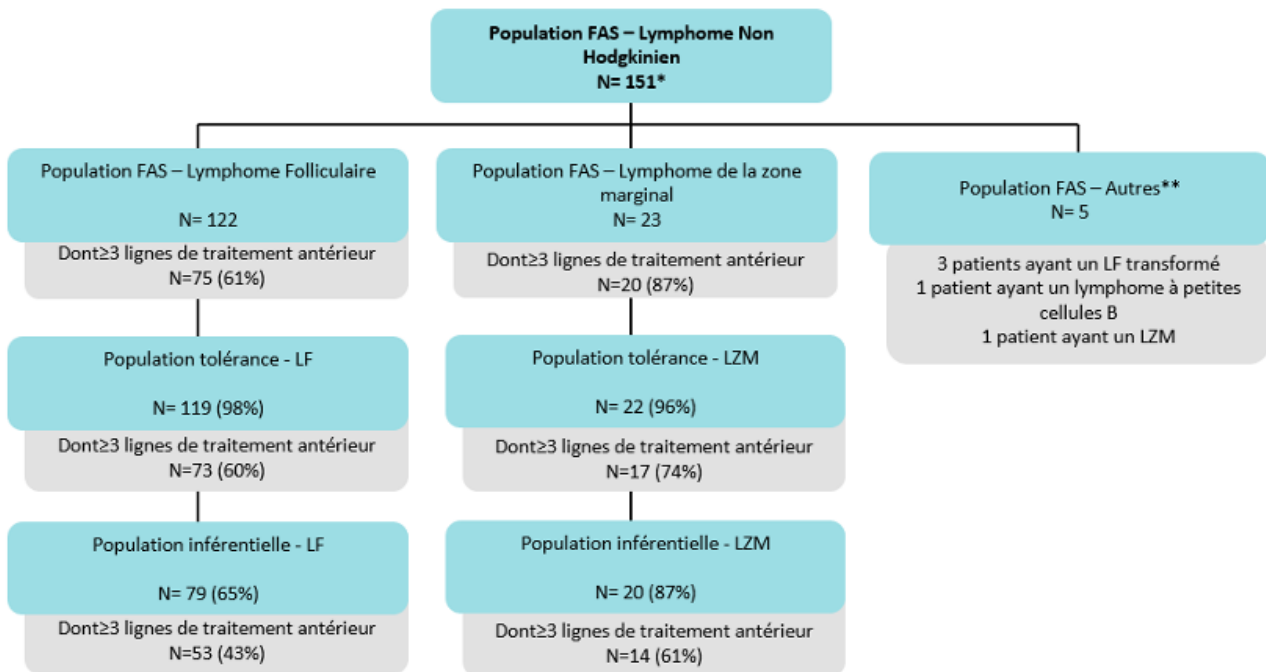 Population FAS – Lymphome Non
Hodgkinien
N= 151*
Population FAS – Lymphome Folliculaire
N= 122
Dont≥3 lignes de traitement antérieur
N=75 (61%)
Population tolérance - LF
N= 119 (98%)
Dont≥3 lignes de traitement antérieur
N=73 (60%)
Population inférentielle - LF
N= 79 (65%)
Dont≥3 lignes de traitement antérieur
N=53 (43%)
Population FAS – Lymphome de la zone
marginal
N= 23
Dont≥3 lignes de traitement antérieur
N=20 (87%)
Population tolérance - LZM
N= 22 (96%)
Dont≥3 lignes de traitement antérieur
N=17 (74%)
Population inférentielle - LZM
N= 20 (87%)
Dont≥3 lignes de traitement antérieur
N=14 (61%)
Population FAS – Autres**
N= 5
3 patients ayant un LF transformé
1 patient ayant un lymphome à petites
cellules B
1 patient ayant un LZM